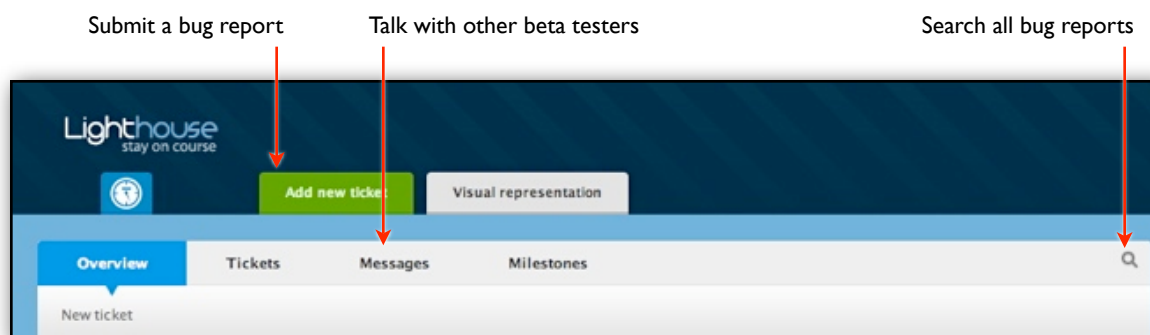 Submit a bug report Talk with other beta testers Search all bug reports
Lighthouse
stay on course
Add new ticket Visual representation
Overview Tickets Messages Milestones
New ticket